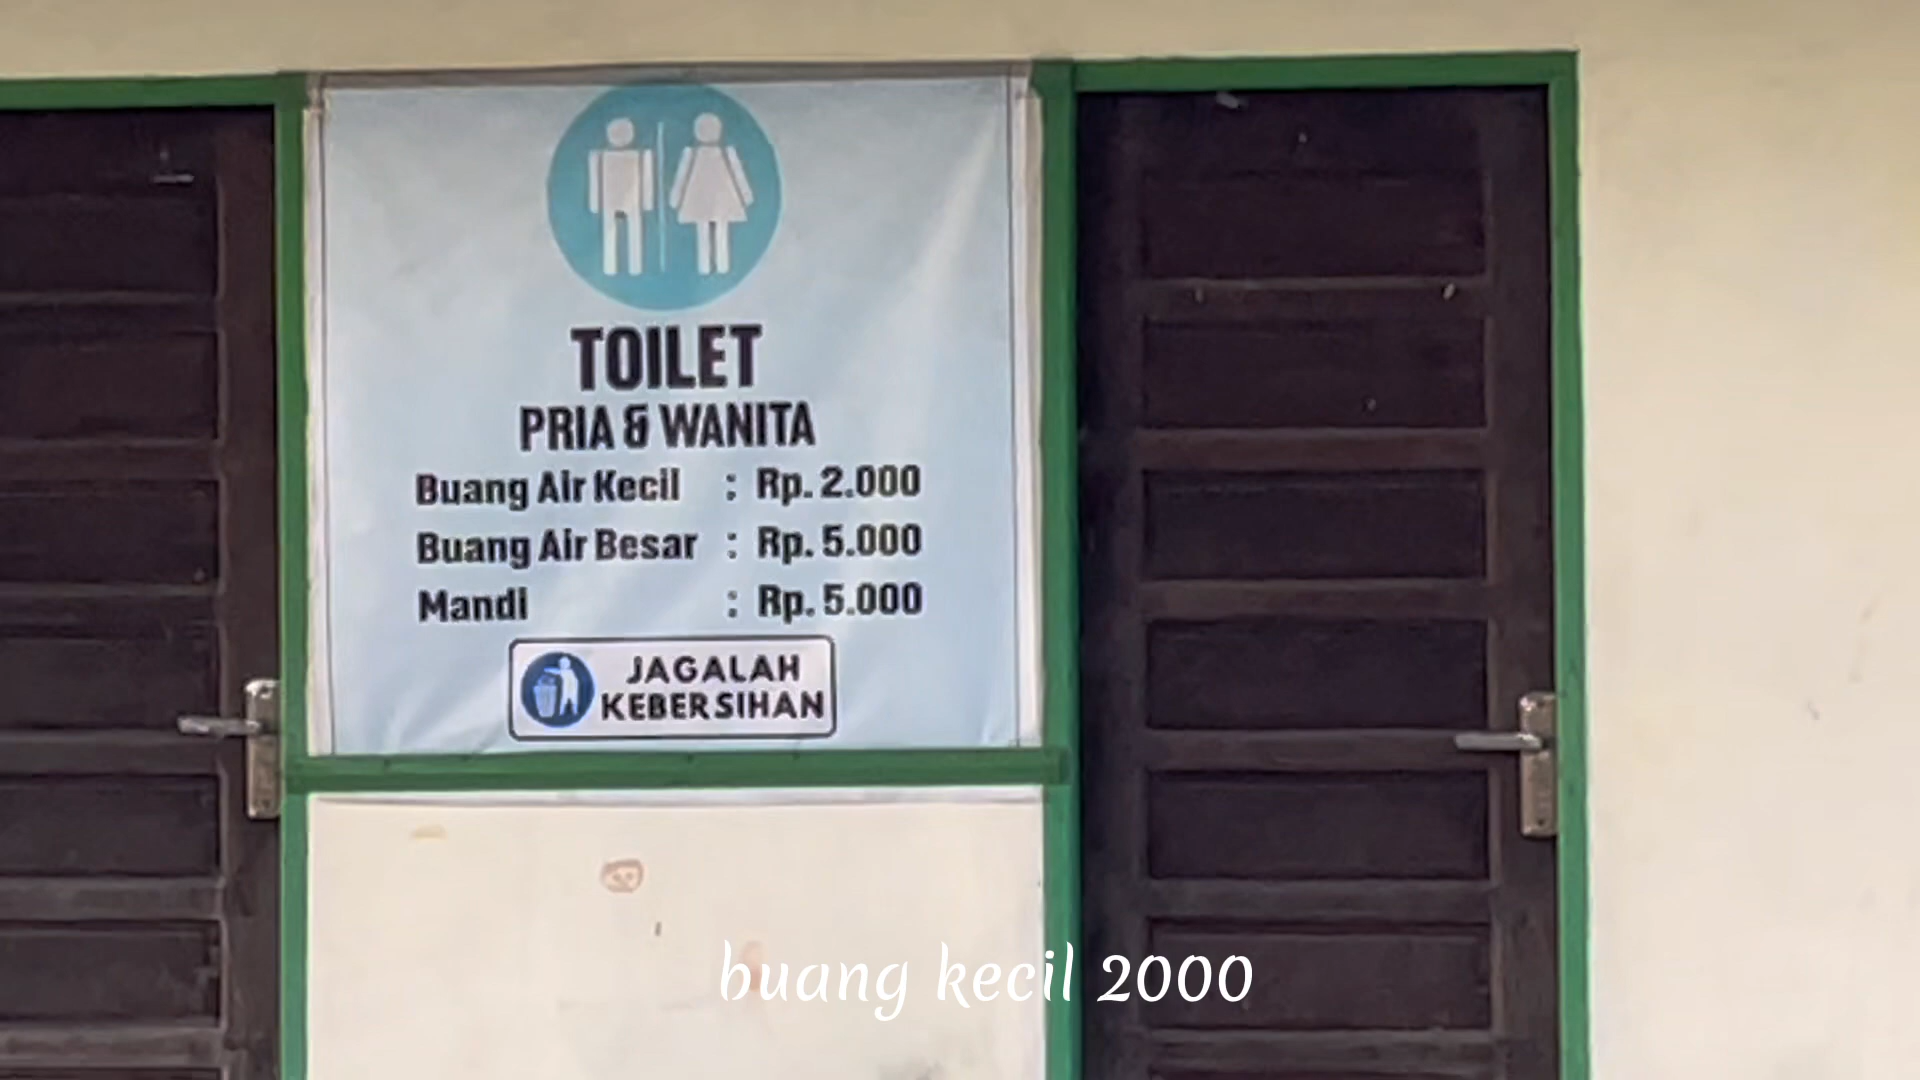 TOILET
PRIA & WANITA
Buang Air Kecil : Rp. 2.000
Buang Air Besar : Rp. 5.000
Mandi : Rp. 5.000
JAGALAH
KEBERSIHAN
buang kecil 2000